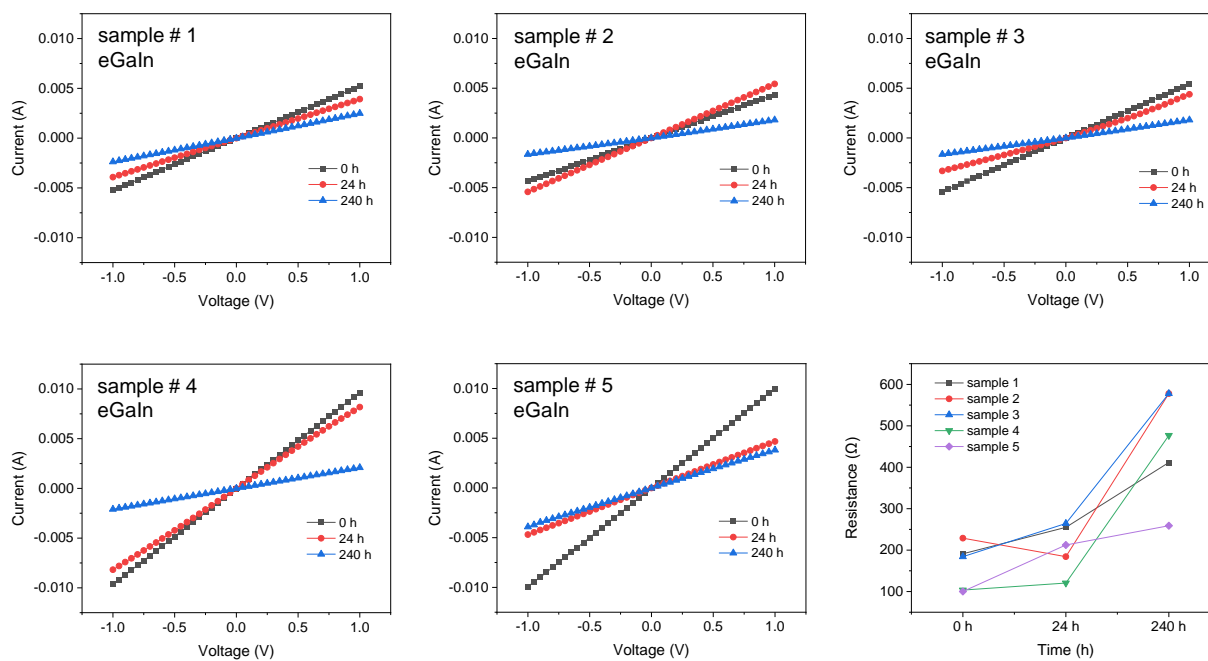 sample # 1
eGaIn
0.010
0.005
0.000
-0.005
-0.010
Current (A)
0 h
24 h
240 h
-1.0 -0.5 0.0 0.5 1.0
Voltage (V)
sample # 2
eGaIn
0.010
0.005
0.000
-0.005
-0.010
Current (A)
0 h
24 h
240 h
-1.0 -0.5 0.0 0.5 1.0
Voltage (V)
sample # 3
eGaIn
0.010
0.005
0.000
-0.005
-0.010
Current (A)
0 h
24 h
240 h
-1.0 -0.5 0.0 0.5 1.0
Voltage (V)
sample # 4
eGaIn
0.010
0.005
0.000
-0.005
-0.010
Current (A)
0 h
24 h
240 h
-1.0 -0.5 0.0 0.5 1.0
Voltage (V)
sample # 5
eGaIn
0.010
0.005
0.000
-0.005
-0.010
Current (A)
0 h
24 h
240 h
-1.0 -0.5 0.0 0.5 1.0
Voltage (V)
sample 1
sample 2
sample 3
sample 4
sample 5
600
500
400
300
200
100
Resistance (Ω)
0 h 24 h 240 h
Time (h)